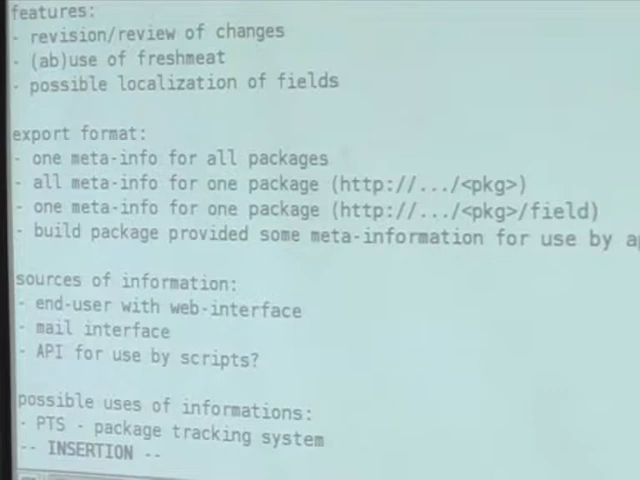 features:
- revision/review of changes
- (ab)use of freshmeat
- possible localization of fields
export format:
- one meta-info for all packages
- all meta-info for one package (http://.../<pkg>)
- one meta-info for one package (http://.../<pkg>/field)
- build package provided some meta-information for use by
sources of information:
- end-user with web-interface
- mail interface
- API for use by scripts?
possible uses of informations:
- PTS - package tracking system
-- INSERTION --